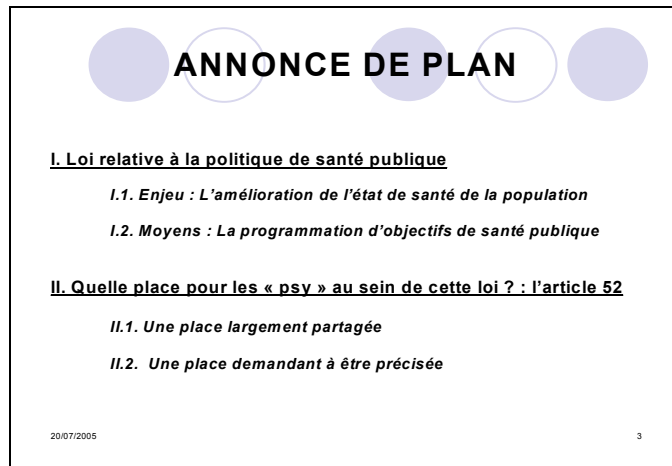 ANNONCE DE PLAN
I. Loi relative à la politique de santé publique
I.1. Enjeu : L’amélioration de l’état de santé de la population
I.2. Moyens : La programmation d’objectifs de santé publique
II. Quelle place pour les « psy » au sein de cette loi ? : l’article 52
II.1. Une place largement partagée
II.2. Une place demandant à être précisée
20/07/2005 3